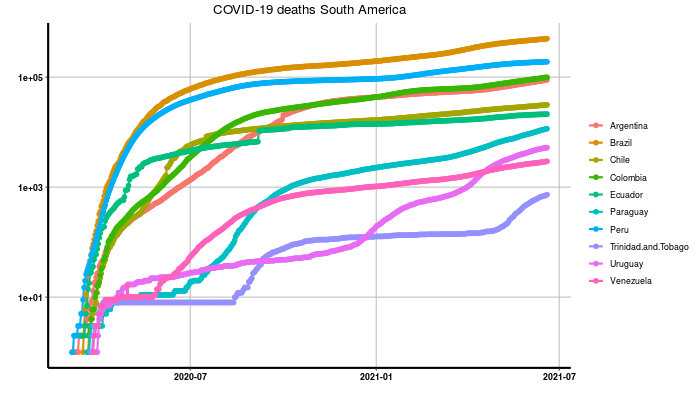 COVID-19 deaths South America
1e+05
1e+03
1e+01
2020-07
2021-01
2021-07
Argentina
Brazil
Chile
Colombia
Ecuador
Paraguay
Peru
Trinidad.and.Tobago
Uruguay
Venezuela